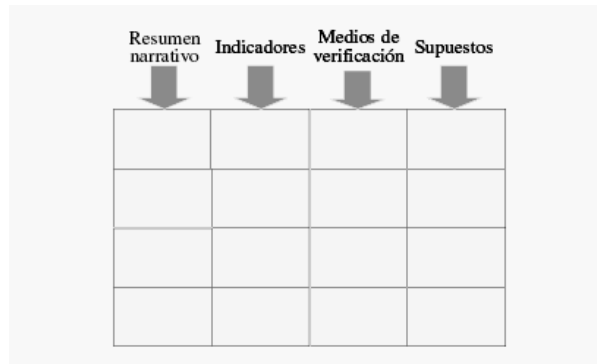 Resumen
narrativo
Indicadores
Medios de
verificación
Supuestos